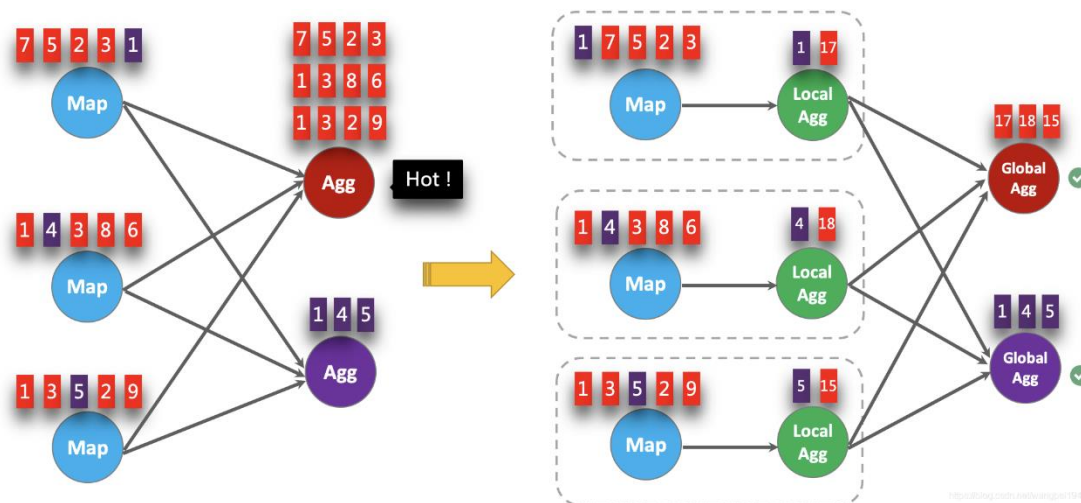 7 5 2 3 1
Map
7 5 2 3
1 3 8 6
1 3 2 9
Agg
Hot !
1 4 3 8 6
Map
1 4 5
Agg
1 3 5 2 9
Map
1 7 5 2 3
Map
1 17
Local
Agg
1 4 3 8 6
Map
4 18
Local
Agg
1 3 5 2 9
Map
5 15
Local
Agg
17 18 15
Global
Agg
1 4 5
Global
Agg